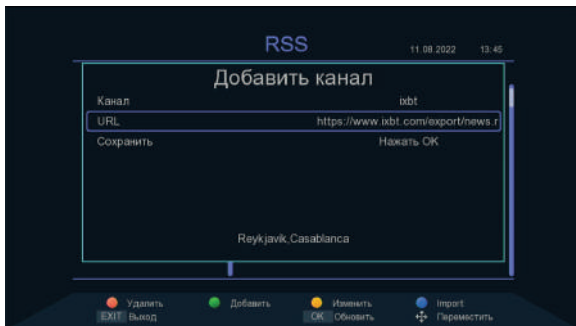 RSS 11.08.2022 13:45
Добавить канал
Канал ixbt
URL https://www.ixbt.com/export/news.r
Сохранить Нажать OK
Reykjavik,Casablanca
Удалить Добавить Изменить Import
EXIT Выход OK Обновить Переместить